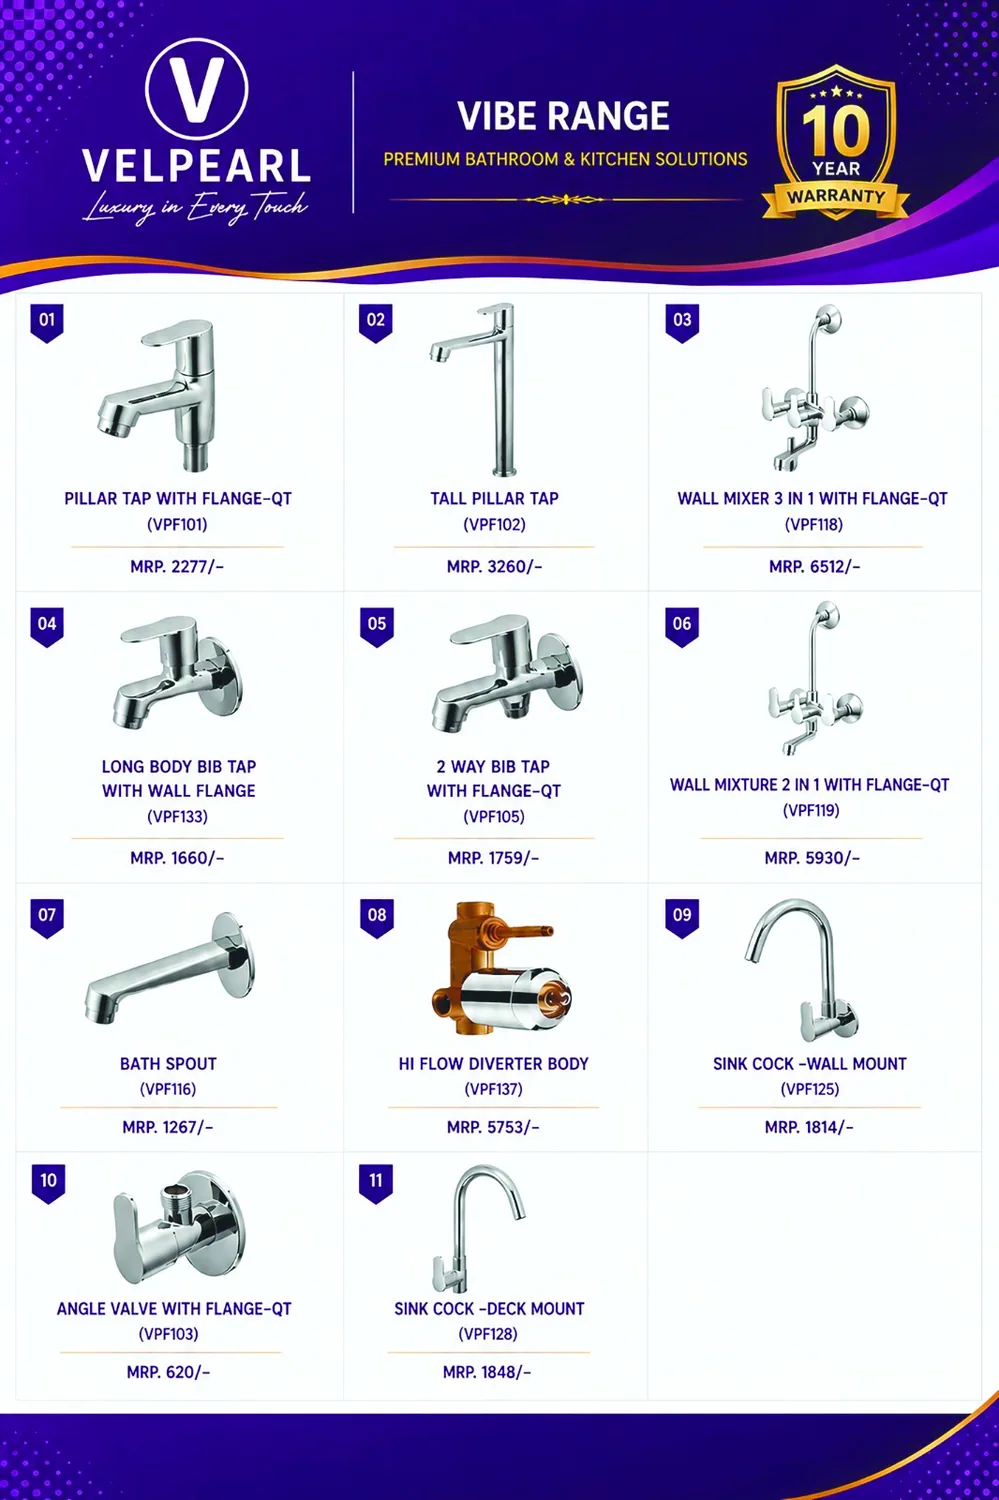 V
VELPEARL
Luxury in Every Touch
VIBE RANGE
PREMIUM BATHROOM & KITCHEN SOLUTIONS
10
YEAR
WARRANTY
01
PILLAR TAP WITH FLANGE-QT
(VPF101)
MRP. 2277/-
02
TALL PILLAR TAP
(VPF102)
MRP. 3260/-
03
WALL MIXER 3 IN 1 WITH FLANGE-QT
(VPF118)
MRP. 6512/-
04
LONG BODY BIB TAP
WITH WALL FLANGE
(VPF133)
MRP. 1660/-
05
2 WAY BIB TAP
WITH FLANGE-QT
(VPF105)
MRP. 1759/-
06
WALL MIXTURE 2 IN 1 WITH FLANGE-QT
(VPF119)
MRP. 5930/-
07
BATH SPOUT
(VPF116)
MRP. 1267/-
08
HI FLOW DIVERTER BODY
(VPF137)
MRP. 5753/-
09
SINK COCK -WALL MOUNT
(VPF125)
MRP. 1814/-
10
ANGLE VALVE WITH FLANGE-QT
(VPF103)
MRP. 620/-
11
SINK COCK -DECK MOUNT
(VPF128)
MRP. 1848/-